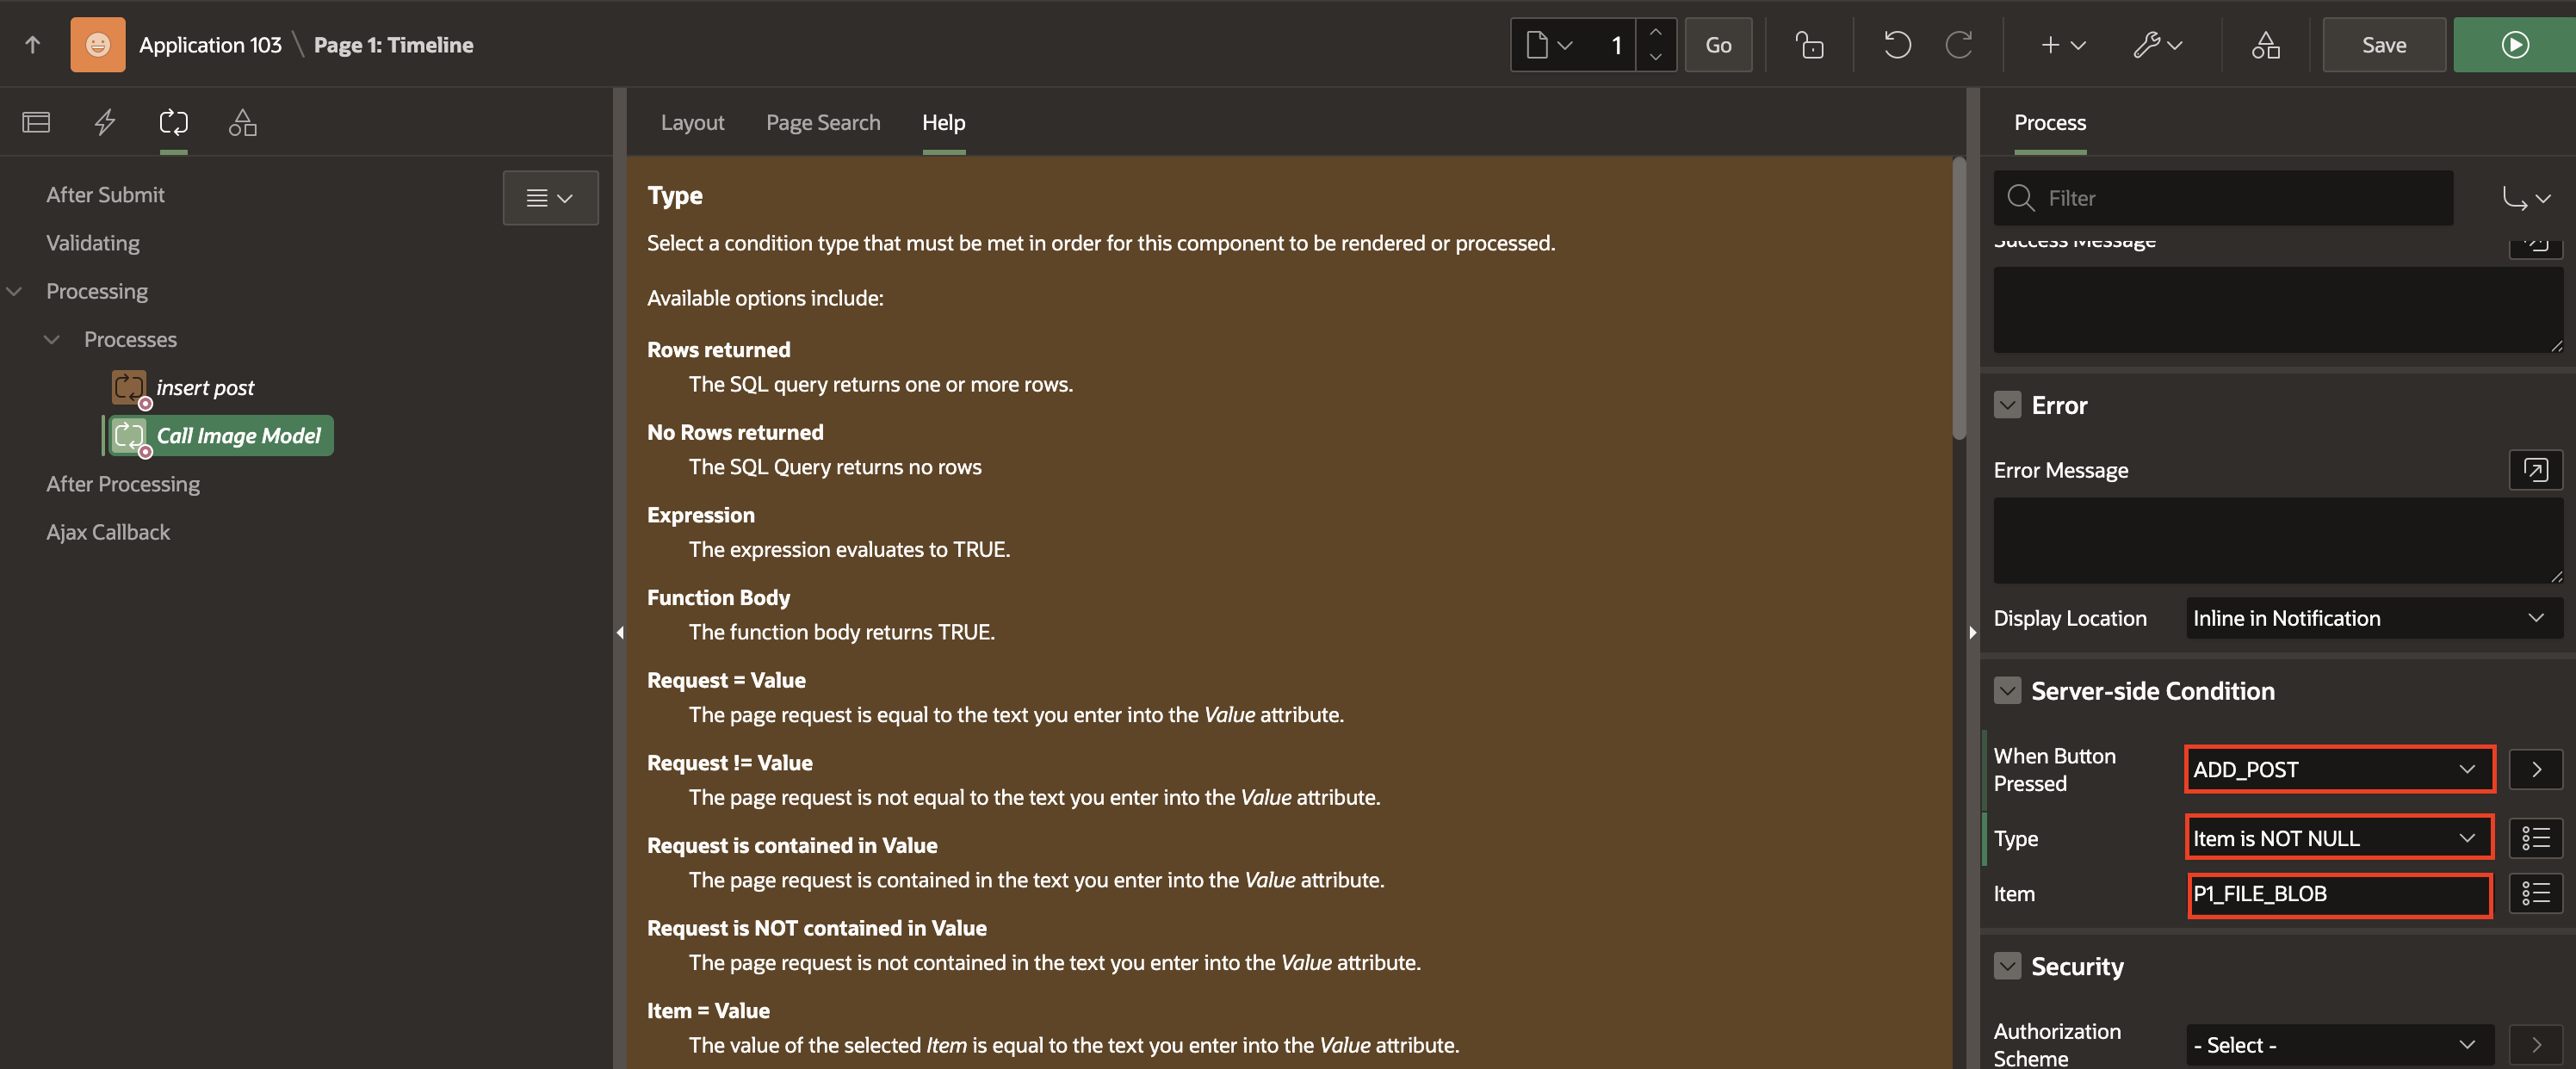 Application 103 \ Page 1: Timeline
1
Go
Save
After Submit
Validating
Processing
Processes
insert post
Call Image Model
After Processing
Ajax Callback
Layout Page Search Help
Type
Select a condition type that must be met in order for this component to be rendered or processed.
Available options include:
Rows returned
The SQL query returns one or more rows.
No Rows returned
The SQL Query returns no rows
Expression
The expression evaluates to TRUE.
Function Body
The function body returns TRUE.
Request = Value
The page request is equal to the text you enter into the Value attribute.
Request != Value
The page request is not equal to the text you enter into the Value attribute.
Request is contained in Value
The page request is contained in the text you enter into the Value attribute.
Request is NOT contained in Value
The page request is not contained in the text you enter into the Value attribute.
Item = Value
The value of the selected Item is equal to the text you enter into the Value attribute.
Process
Filter
Success Message
Error
Error Message
Display Location Inline in Notification
Server-side Condition
When Button
Pressed
ADD_POST
Type Item is NOT NULL
Item P1_FILE_BLOB
Security
Authorization
Scheme
- Select -